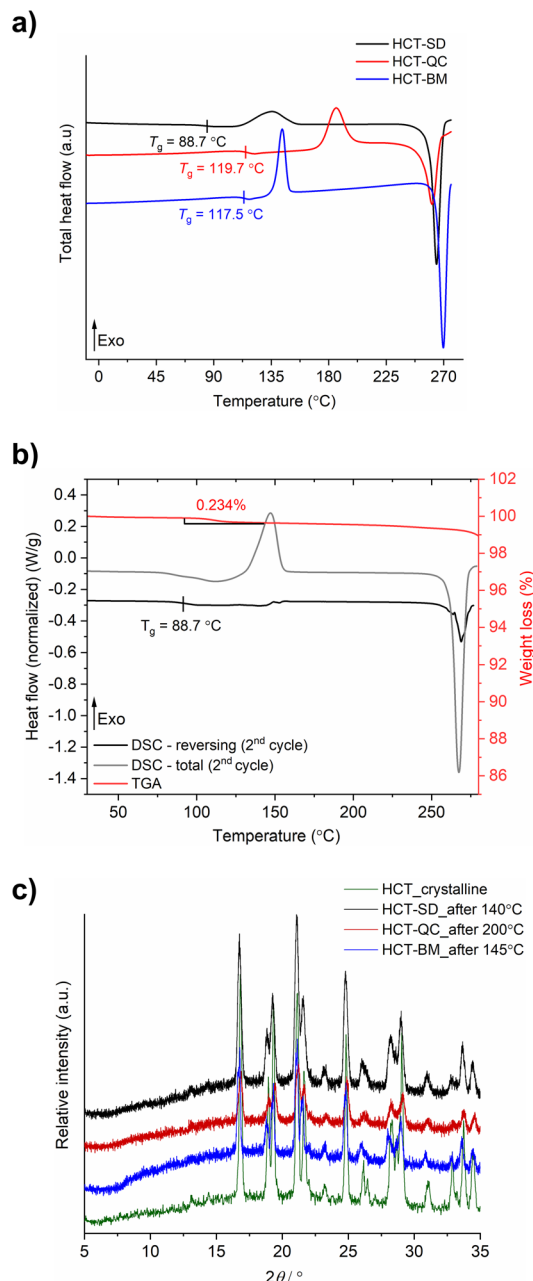 a)
HCT-SD
HCT-QC
HCT-BM
Total heat flow (a.u)
Tg = 88.7 °C
Tg = 119.7 °C
Tg = 117.5 °C
Exo
0 45 90 135 180 225 270
Temperature (°C)
b)
Heat flow (normalized) (W/g)
0.4
0.2
0.0
-0.2
-0.4
-0.6
-0.8
-1.0
-1.2
-1.4
102
100
98
96
94
92
90
88
86
Weight loss (%)
0.234%
Tg = 88.7 °C
Exo
DSC - reversing (2nd cycle)
DSC - total (2nd cycle)
TGA
50 100 150 200 250
Temperature (°C)
c)
HCT_crystalline
HCT-SD_after 140°C
HCT-QC_after 200°C
HCT-BM_after 145°C
Relative intensity (a.u.)
5 10 15 20 25 30 35
2θ/°